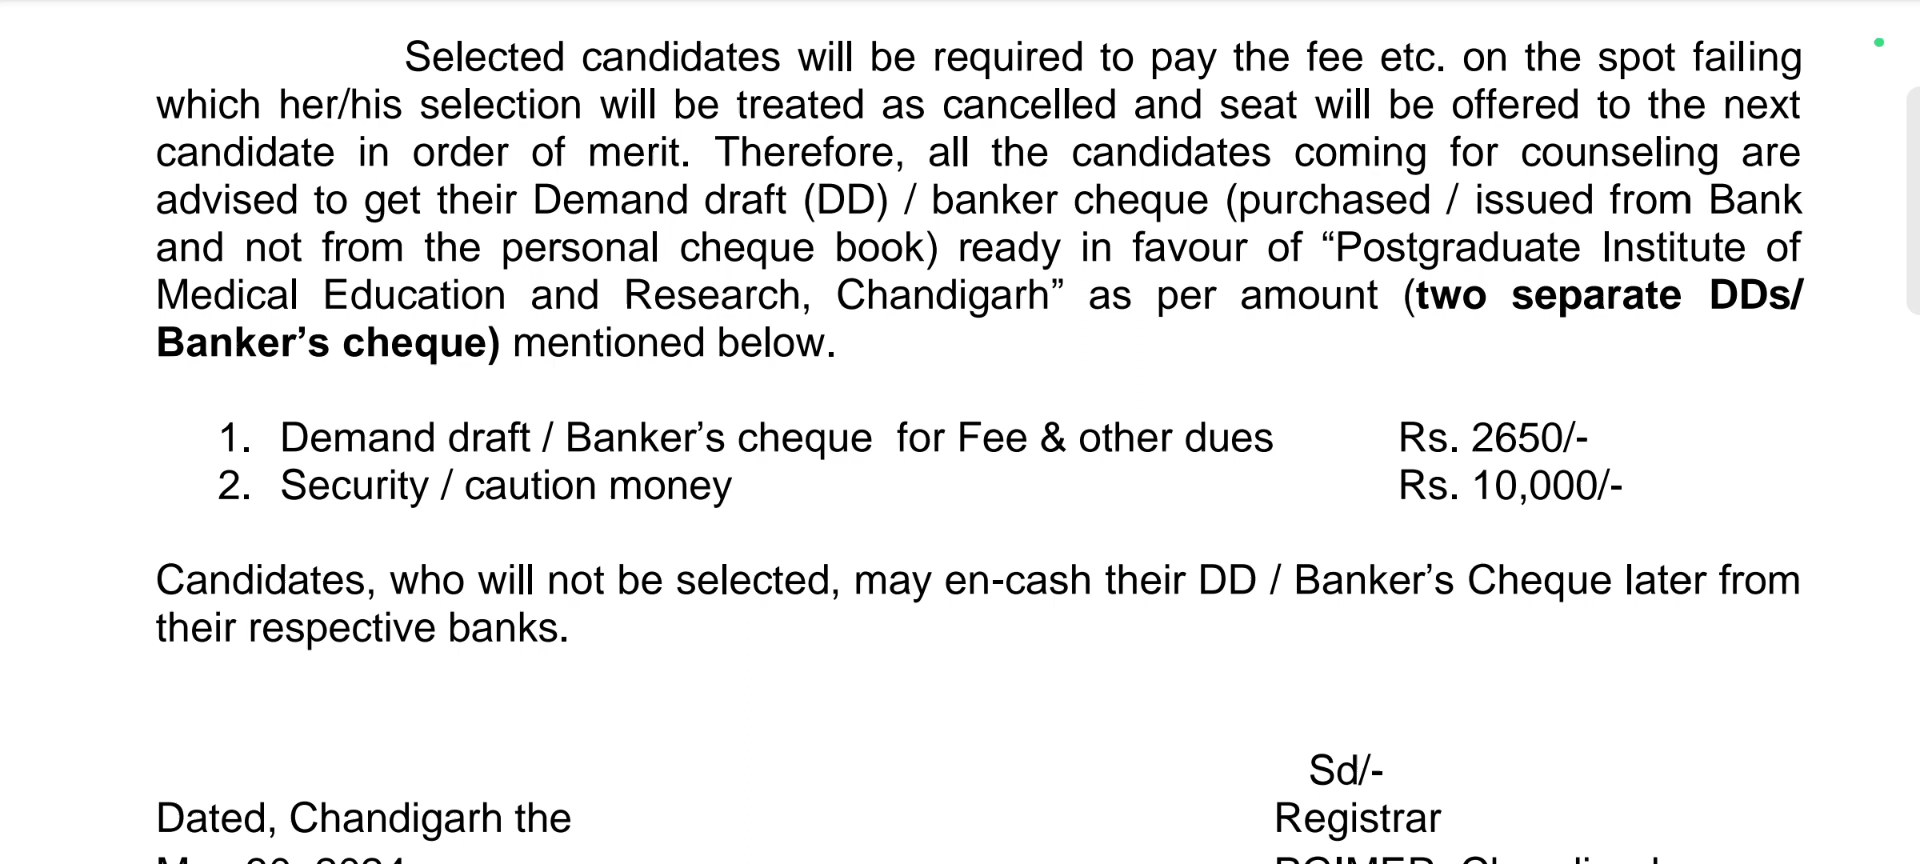 Selected candidates will be required to pay the fee etc. on the spot failing
which her/his selection will be treated as cancelled and seat will be offered to the next
candidate in order of merit. Therefore, all the candidates coming for counseling are
advised to get their Demand draft (DD) / banker cheque (purchased / issued from Bank
and not from the personal cheque book) ready in favour of “Postgraduate Institute of
Medical Education and Research, Chandigarh” as per amount (two separate DDs/
Banker’s cheque) mentioned below.
1. Demand draft / Banker’s cheque for Fee & other dues Rs. 2650/-
2. Security / caution money Rs. 10,000/-
Candidates, who will not be selected, may en-cash their DD / Banker’s Cheque later from
their respective banks.
Sd/-
Dated, Chandigarh the Registrar